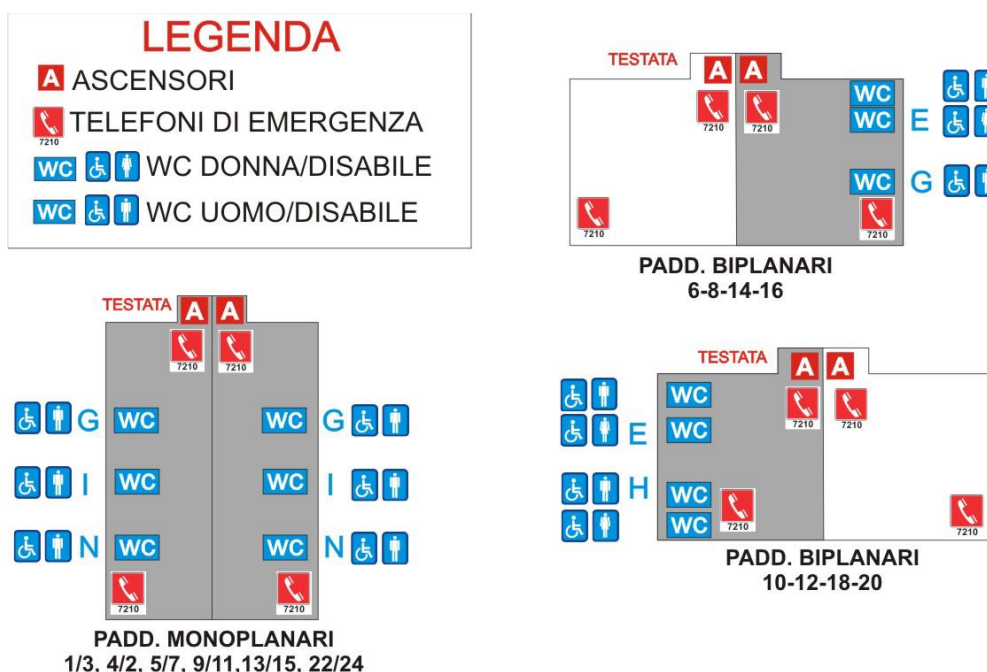 LEGENDA
A ASCENSORI
7210 TELEFONI DI EMERGENZA
WC WC DONNA/DISABILE
WC WC UOMO/DISABILE
TESTATA
A A
7210 7210
WC
WC E
WC G
7210 7210
PADD. BIPLANARI
6-8-14-16
TESTATA
A A
7210 7210
G WC WC G
I WC WC I
N WC WC N
7210 7210
PADD. MONOPLANARI
1/3, 4/2, 5/7, 9/11,13/15, 22/24
TESTATA
A A
7210 7210
WC
E WC
H WC
WC
7210 7210
PADD. BIPLANARI
10-12-18-20